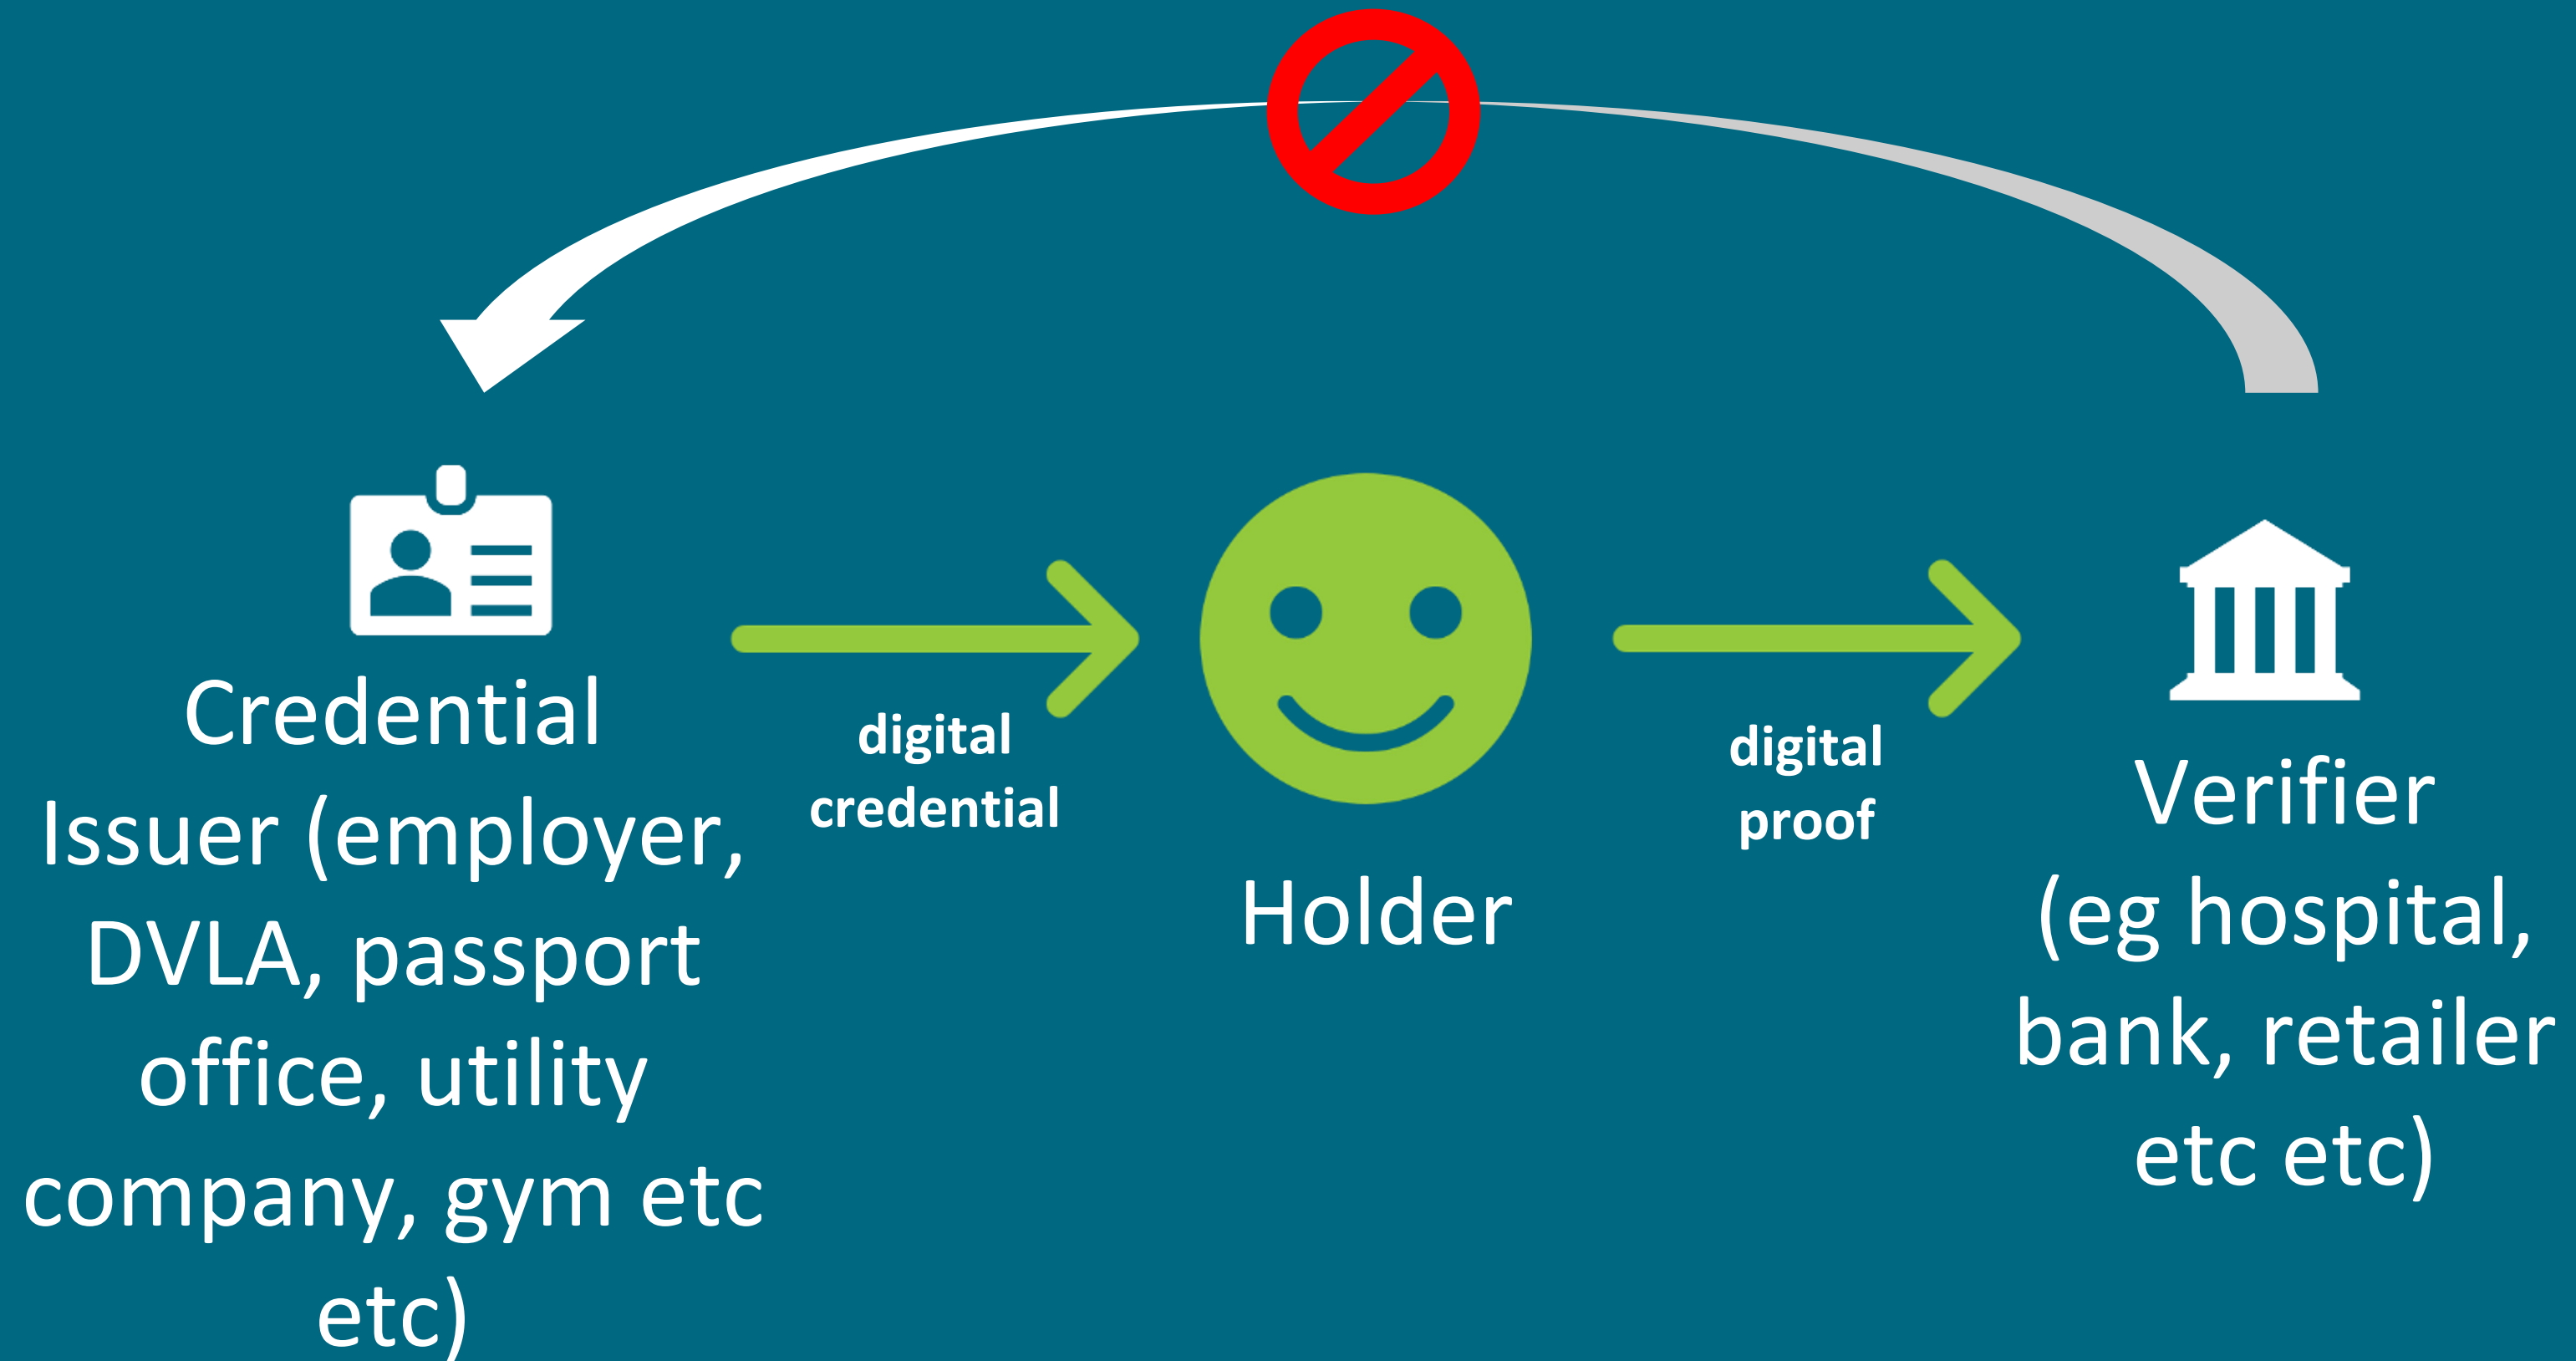 Credential
Issuer (employer,
DVLA, passport
office, utility
company, gym etc
etc)
digital
credential
Holder
digital
proof
Verifier
(eg hospital,
bank, retailer
etc etc)